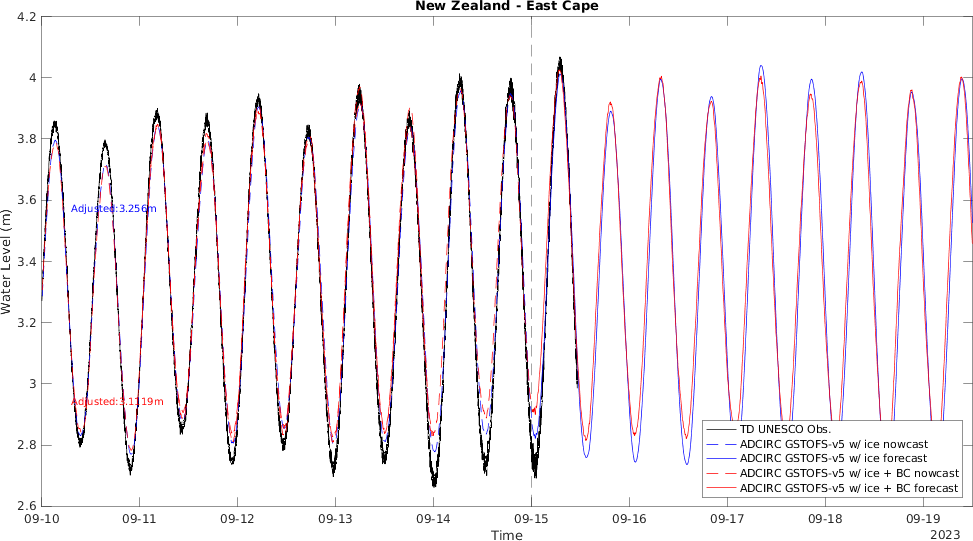 New Zealand - East Cape
4.2
4
3.8
3.6
3.4
3.2
3
2.8
2.6
Water Level (m)
Adjusted:3.256m
Adjusted:3.1119m
TD UNESCO Obs.
ADCIRC GSTOFS-v5 w/ ice nowcast
ADCIRC GSTOFS-v5 w/ ice forecast
ADCIRC GSTOFS-v5 w/ ice + BC nowcast
ADCIRC GSTOFS-v5 w/ ice + BC forecast
09-10 09-11 09-12 09-13 09-14 09-15 09-16 09-17 09-18 09-19
Time
2023